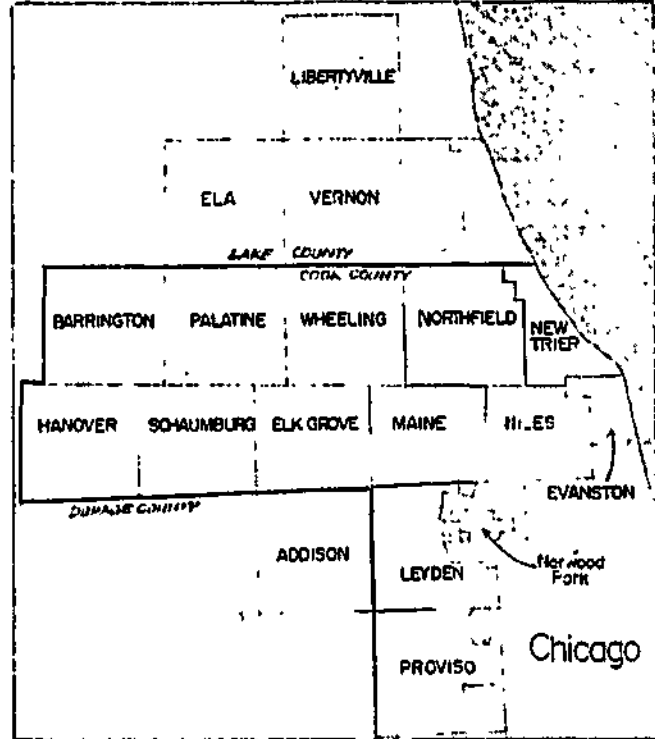 LIBERTYVILLE
ELA VERNON
LAKE COUNTY
COOK COUNTY
BARRINGTON PALATINE WHEELING NORTHFIELD NEW
TRIER
HANOVER SCHAUMBURG ELK GROVE MAINE NILES
EVANSTON
DUPAGE COUNTY
ADDISON
LEYDEN
Norwood
Park
Chicago
PROVISO